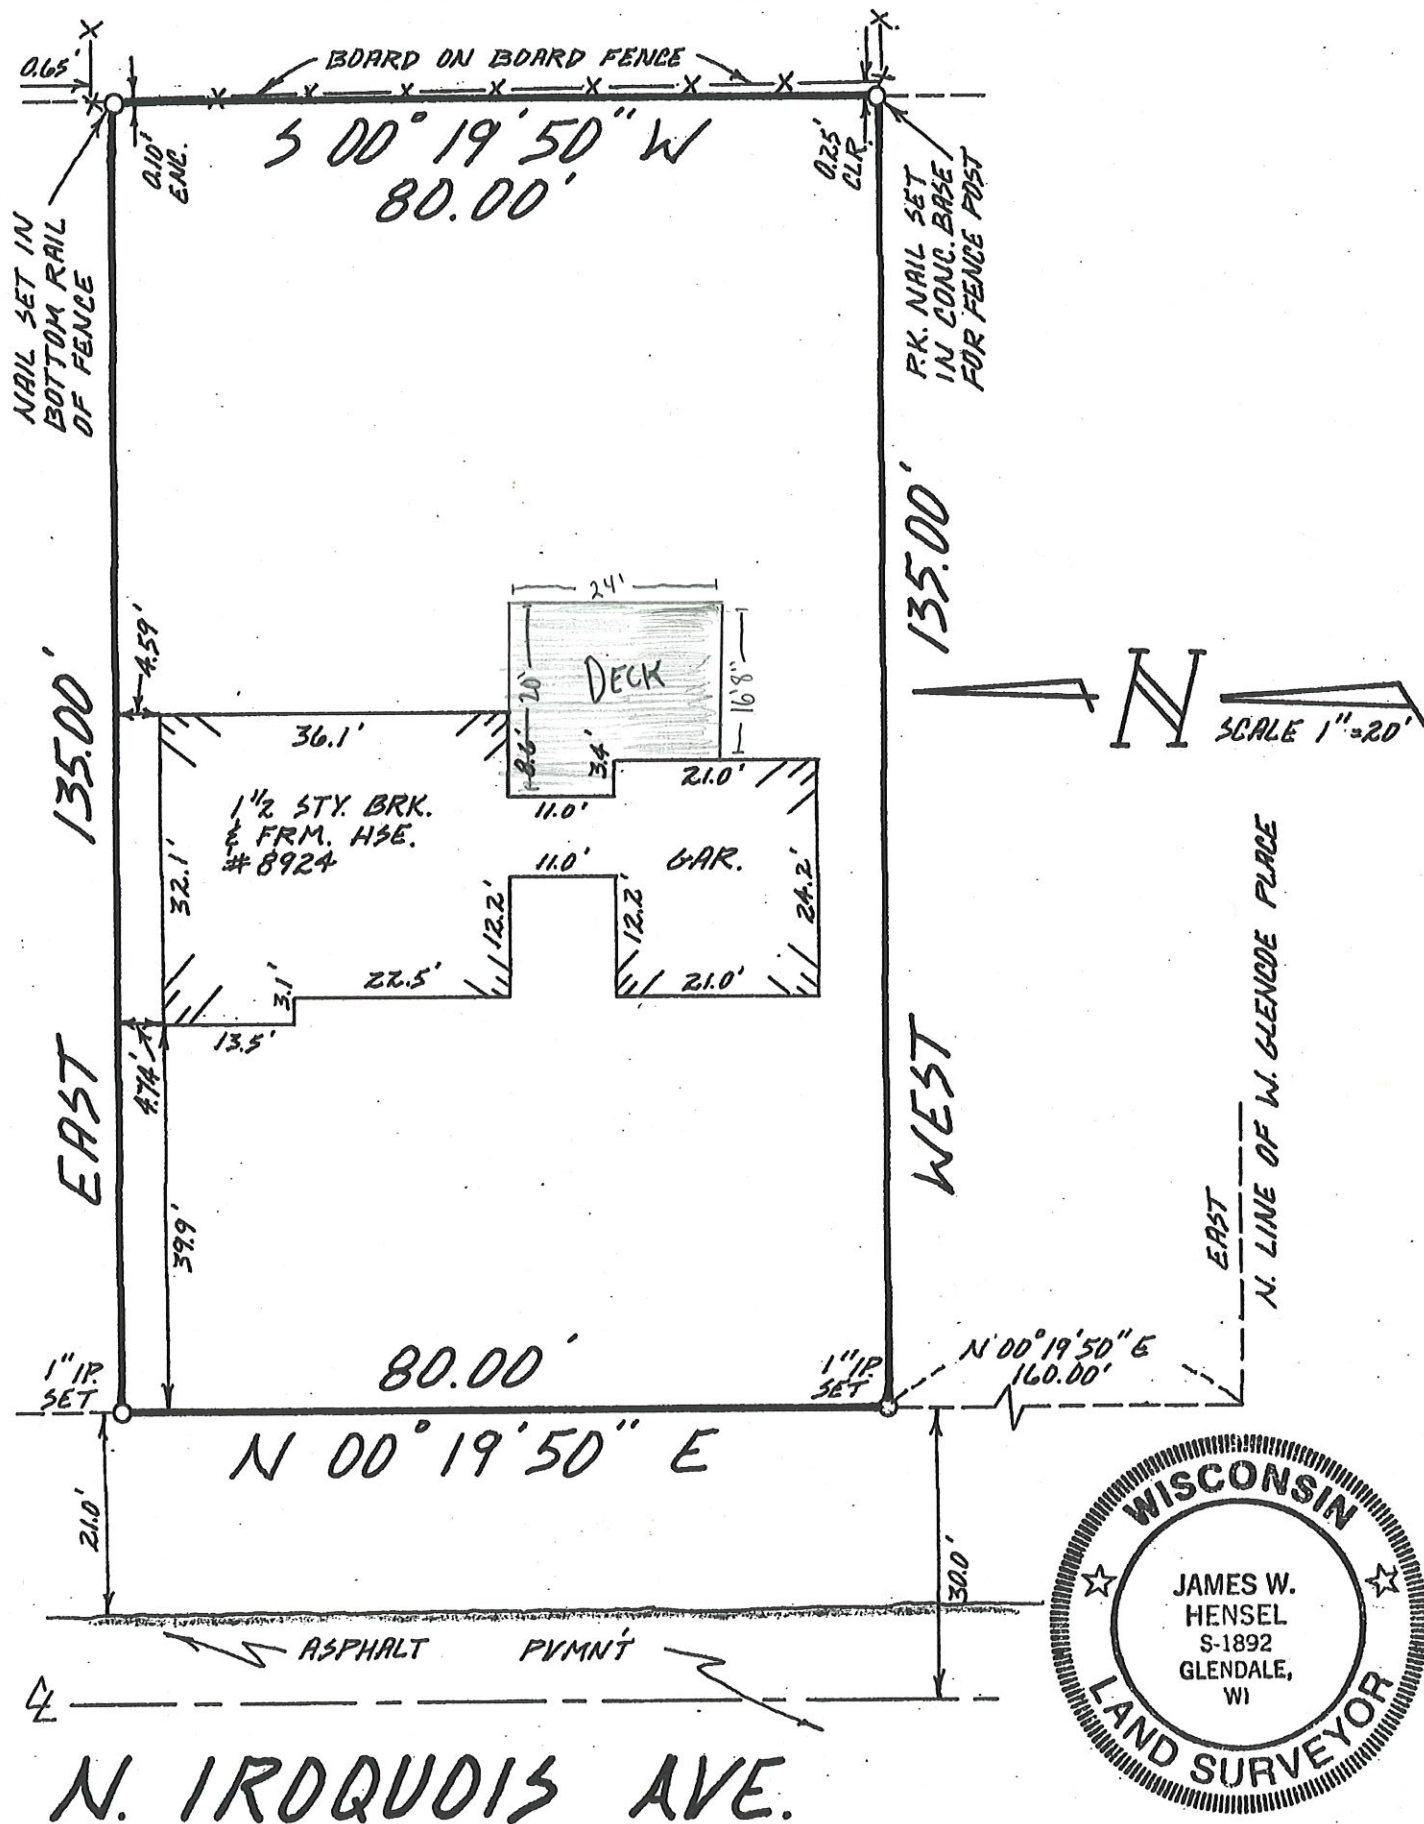 0.65'
BOARD ON BOARD FENCE
0.10'
ENC.
S 00° 19' 50" W
80.00'
0.25'
CLR.
NAIL SET IN
BOTTOM RAIL
OF FENCE
P.K. NAIL SET
IN CONC. BASE
FOR FENCE POST
135.00'
EAST
135.00'
WEST
24'
DECK
20'
16'8"
4.59'
36.1'
8.6'
3.4'
21.0'
11.0'
1 1/2 STY. BRK.
& FRM. HSE.
# 8924
32.1'
11.0'
GAR.
12.2'
12.2'
24.2'
22.5'
21.0'
3.1'
13.5'
4.74'
39.9'
N
SCALE 1"=20'
N. LINE OF W. GLENCOE PLACE
EAST
N 00° 19' 50" E
160.00'
1" I.P.
SET
80.00'
1" I.P.
SET
N 00° 19' 50" E
21.0'
30.0'
ASPHALT PVMN'T
CL
N. IROQUOIS AVE.
WISCONSIN
JAMES W.
HENSEL
S-1892
GLENDALE,
WI
LAND SURVEYOR